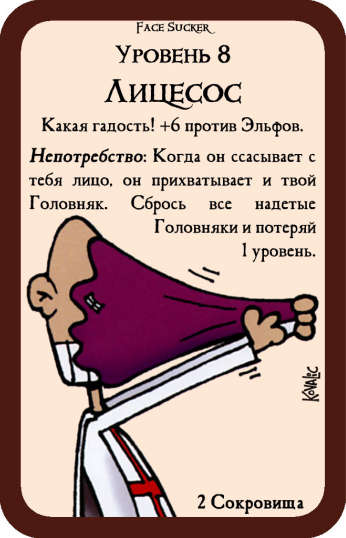 Face Sucker
Уровень 8
Лицесос
Какая гадость! +6 против Эльфов.
Непотребство: Когда он ссасывает с
тебя лицо, он прихватывает и твой
Головняк. Сбрось все надетые
Головняки и потеряй
1 уровень.
Kovalic
2 Сокровища